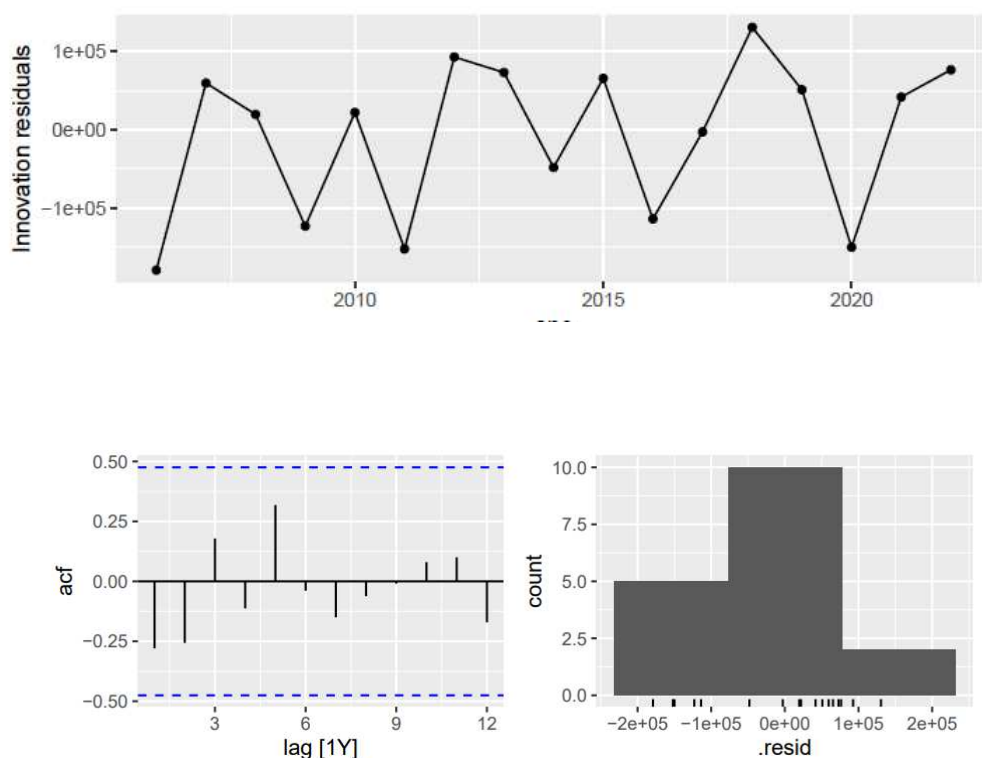 Innovation residuals
1e+05
0e+00
−1e+05
2010 2015 2020
acf
0.50
0.25
0.00
−0.25
−0.50
3 6 9 12
lag [1Y]
count
10.0
7.5
5.0
2.5
0.0
−2e+05 −1e+05 0e+00 1e+05 2e+05
.resid